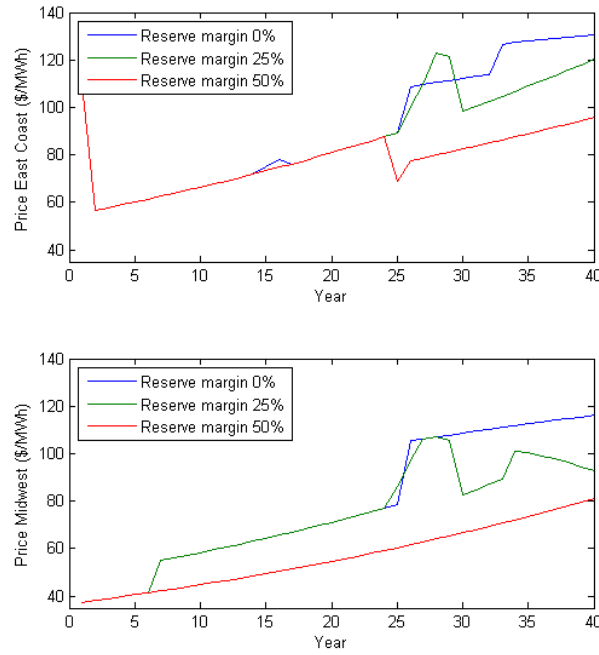 140
120
100
80
60
40
Price East Coast ($/MWh)
Reserve margin 0%
Reserve margin 25%
Reserve margin 50%
0 5 10 15 20 25 30 35 40
Year
140
120
100
80
60
40
Price Midwest ($/MWh)
Reserve margin 0%
Reserve margin 25%
Reserve margin 50%
0 5 10 15 20 25 30 35 40
Year